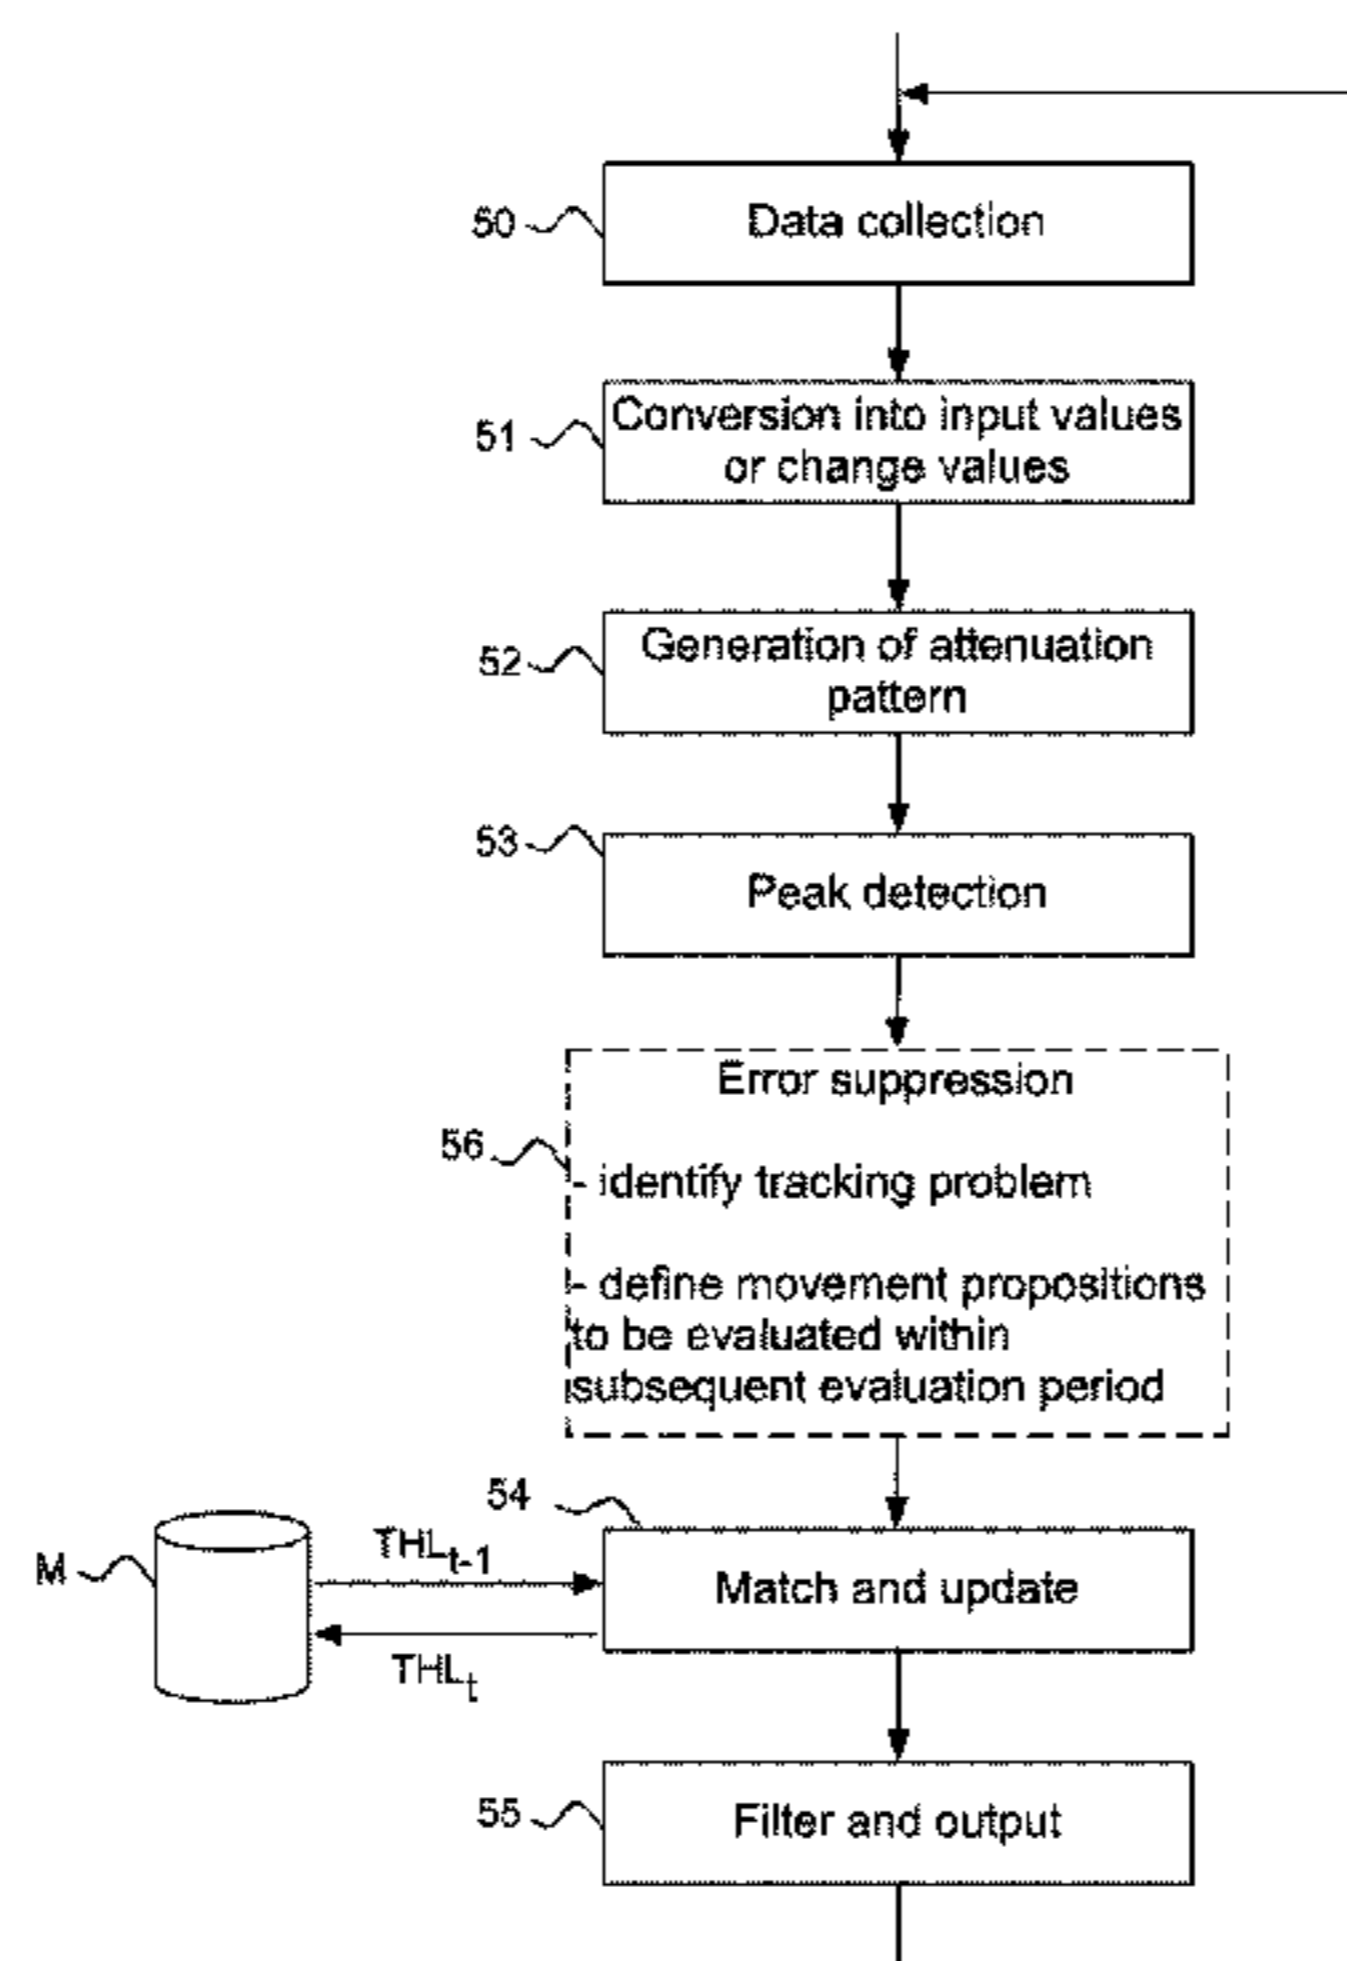 50
Data collection
51
Conversion into input values
or change values
52
Generation of attenuation
pattern
53
Peak detection
Error suppression
56
- identify tracking problem
- define movement propositions
to be evaluated within
subsequent evaluation period
54
M
THLt-1
Match and update
THLt
55
Filter and output